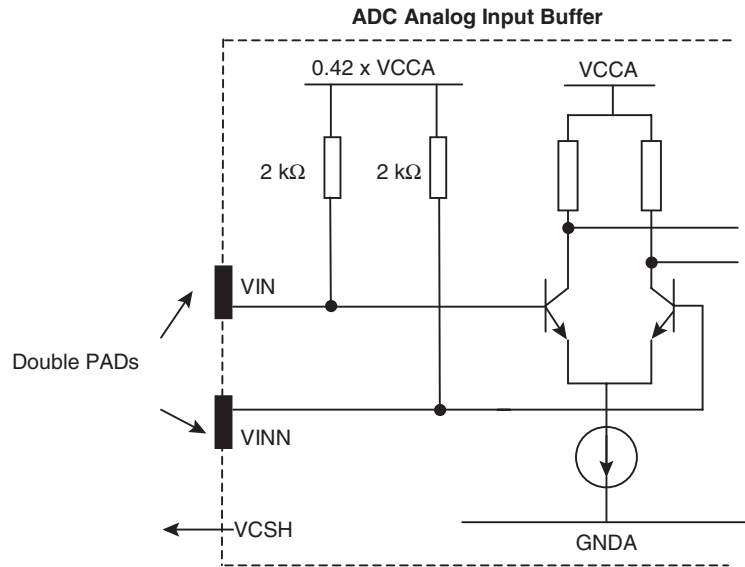 ADC Analog Input Buffer
0.42 x VCCA
VCCA
2 kΩ
2 kΩ
VIN
Double PADs
VINN
VCSH
GNDA